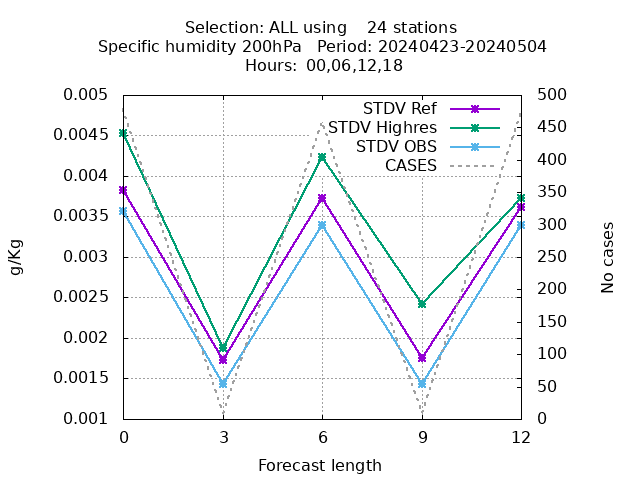 Selection: ALL using    24 stations
Specific humidity 200hPa   Period: 20240423-20240504
Hours:  00,06,12,18
STDV Ref
STDV Highres
STDV OBS
CASES
0.005
0.0045
0.004
0.0035
0.003
0.0025
0.002
0.0015
0.001
500
450
400
350
300
250
200
150
100
50
0
g/Kg
No cases
0 3 6 9 12
Forecast length